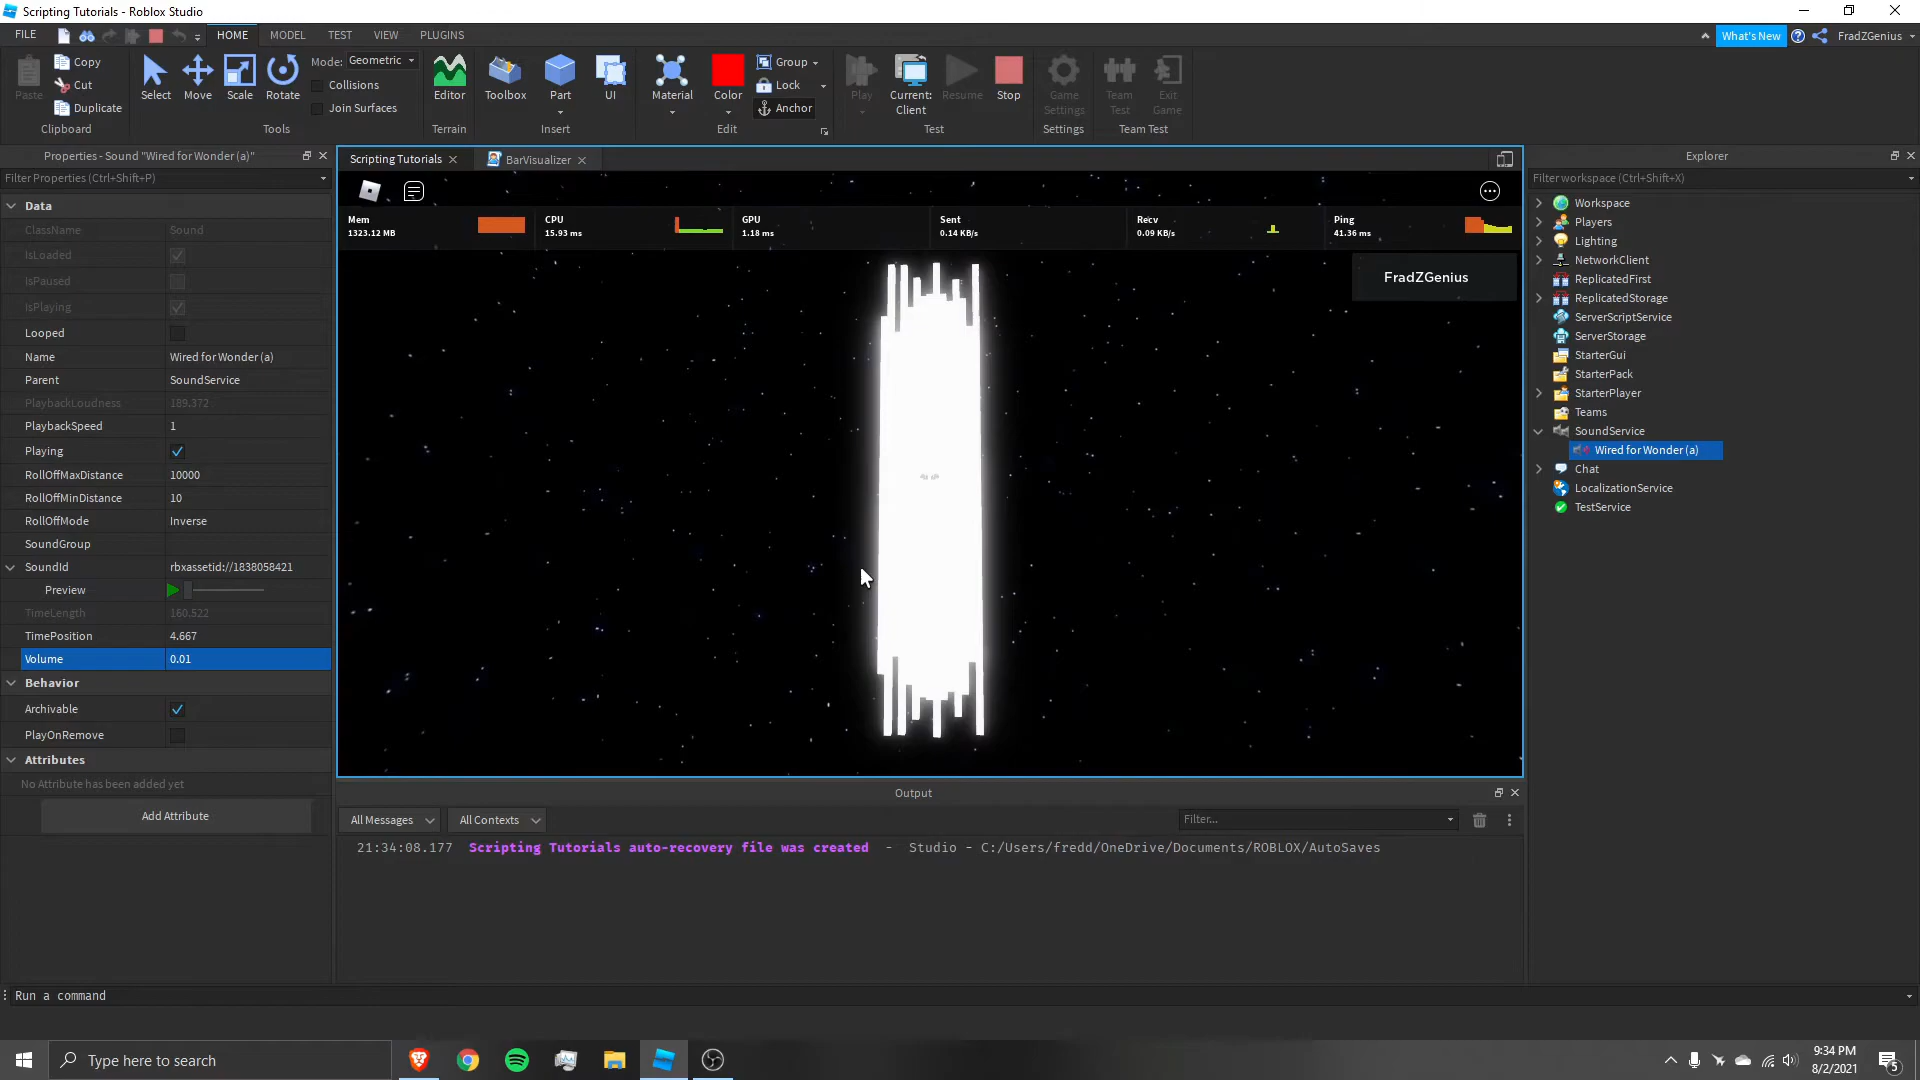 Scripting Tutorials - Roblox Studio
FILE
HOME
MODEL
TEST
VIEW
PLUGINS
What's New
FradZGenius
Paste
Copy
Cut
Duplicate
Clipboard
Select
Move
Scale
Rotate
Mode: Geometric
Collisions
Join Surfaces
Tools
Editor
Terrain
Toolbox
Part
UI
Insert
Material
Color
Group
Lock
Anchor
Edit
Play
Current:
Client
Resume
Stop
Test
Game
Settings
Settings
Team
Test
Exit
Game
Team Test
Properties - Sound "Wired for Wonder (a)"
Filter Properties (Ctrl+Shift+P)
Data
ClassName Sound
IsLoaded
IsPaused
IsPlaying
Looped
Name Wired for Wonder (a)
Parent SoundService
PlaybackLoudness 189.372
PlaybackSpeed 1
Playing
RollOffMaxDistance 10000
RollOffMinDistance 10
RollOffMode Inverse
SoundGroup
SoundId rbxassetid://1838058421
Preview
TimeLength 160.522
TimePosition 4.667
Volume 0.01
Behavior
Archivable
PlayOnRemove
Attributes
No Attribute has been added yet
Add Attribute
Scripting Tutorials
BarVisualizer
Mem
1323.12 MB
CPU
15.93 ms
GPU
1.18 ms
Sent
0.14 KB/s
Recv
0.09 KB/s
Ping
41.36 ms
FradZGenius
Output
All Messages
All Contexts
Filter...
21:34:08.177 Scripting Tutorials auto-recovery file was created - Studio - C:/Users/fredd/OneDrive/Documents/ROBLOX/AutoSaves
Explorer
Filter workspace (Ctrl+Shift+X)
Workspace
Players
Lighting
NetworkClient
ReplicatedFirst
ReplicatedStorage
ServerScriptService
ServerStorage
StarterGui
StarterPack
StarterPlayer
Teams
SoundService
Wired for Wonder (a)
Chat
LocalizationService
TestService
Run a command
Type here to search
9:34 PM
8/2/2021
5